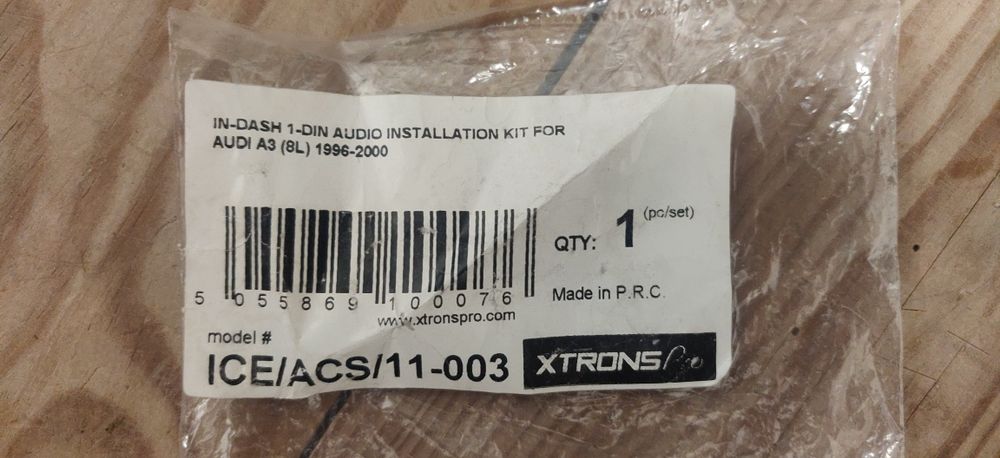 IN-DASH 1-DIN AUDIO INSTALLATION KIT FOR
AUDI A3 (8L) 1996-2000
QTY: 1 (pc/set)
5 055869 100076
Made in P.R.C.
www.xtronspro.com
model #
ICE/ACS/11-003
XTRONS Pro